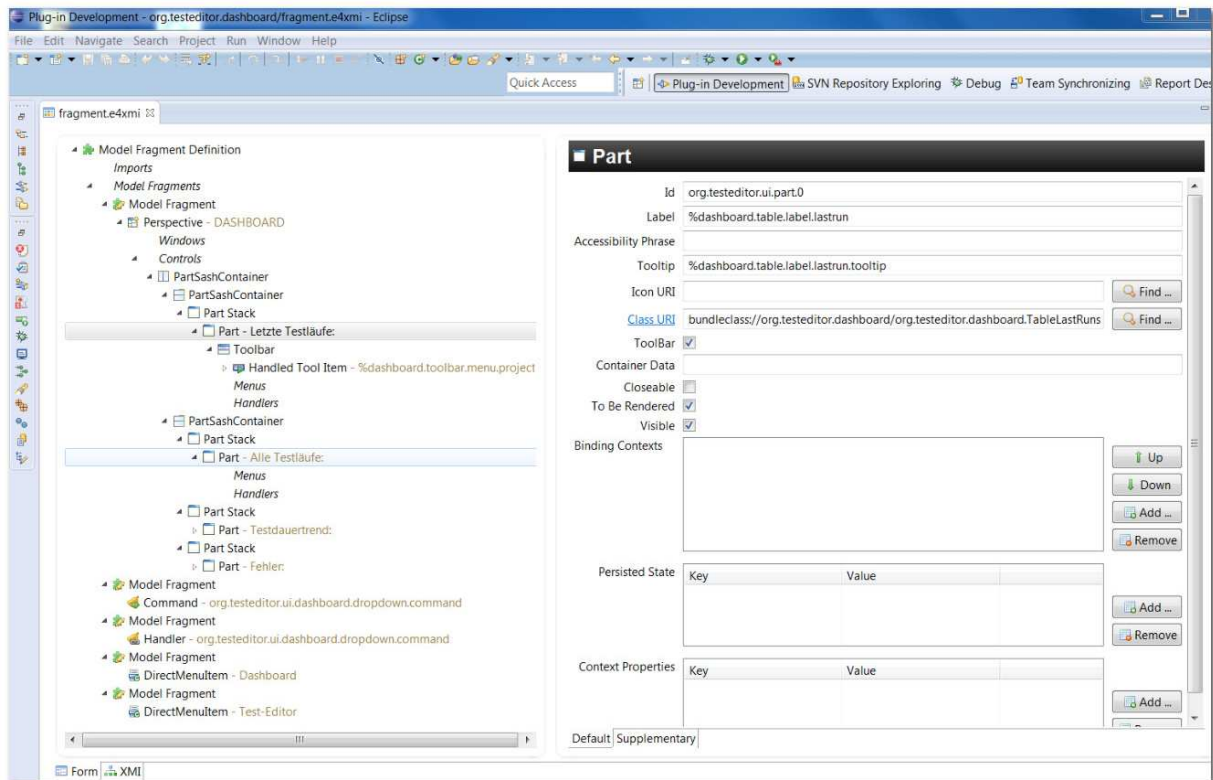 Plug-in Development - org.testeditor.dashboard/fragment.e4xmi - Eclipse
File Edit Navigate Search Project Run Window Help
Quick Access
Plug-in Development SVN Repository Exploring Debug Team Synchronizing Report Des
fragment.e4xmi
Model Fragment Definition
Imports
Model Fragments
Model Fragment
Perspective - DASHBOARD
Windows
Controls
PartSashContainer
PartSashContainer
Part Stack
Part - Letzte Testläufe:
Toolbar
Handled Tool Item - %dashboard.toolbar.menu.project
Menus
Handlers
PartSashContainer
Part Stack
Part - Alle Testläufe:
Menus
Handlers
Part Stack
Part - Testdauertrend:
Part Stack
Part - Fehler:
Model Fragment
Command - org.testeditor.ui.dashboard.dropdown.command
Model Fragment
Handler - org.testeditor.ui.dashboard.dropdown.command
Model Fragment
DirectMenuItem - Dashboard
Model Fragment
DirectMenuItem - Test-Editor
Form XMI
Part
Id org.testeditor.ui.part.0
Label %dashboard.table.label.lastrun
Accessibility Phrase
Tooltip %dashboard.table.label.lastrun.tooltip
Icon URI Find ...
Class URI bundleclass://org.testeditor.dashboard/org.testeditor.dashboard.TableLastRuns Find ...
ToolBar
Container Data
Closeable
To Be Rendered
Visible
Binding Contexts
Up
Down
Add ...
Remove
Persisted State Key Value
Add ...
Remove
Context Properties Key Value
Add ...
Default Supplementary